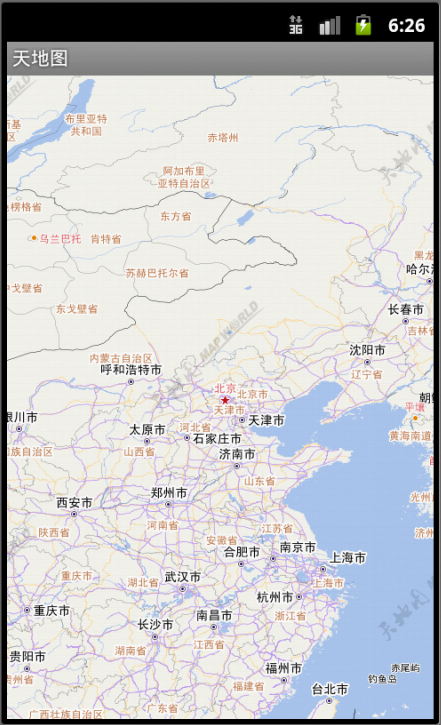 3G
6:26
天地图
布里亚特
共和国
赤塔州
阿加布里
亚特自治区
楞格省
东方省
乌兰巴托
肯特省
苏赫巴托尔省
戈壁省
东戈壁省
黑龙
哈尔
长春市
吉林省
沈阳市
辽宁省
内蒙古自治区
呼和浩特市
MAP WORLD
北京
北京市
天津市
天津市
平壤
黄海南道
银川市
族自治区
太原市
山西省
河北省
石家庄市
济南市
山东省
光州
济州
西安市
陕西省
郑州市
河南省
江苏省
安徽省
合肥市
南京市
上海市
上海市
重庆市
重庆市
湖北省
武汉市
杭州市
浙江省
南昌市
江西省
长沙市
湖南省
贵阳市
贵州省
福州市
福建省
赤尾屿
钓鱼岛
台北市
广西壮族自治区
广东省